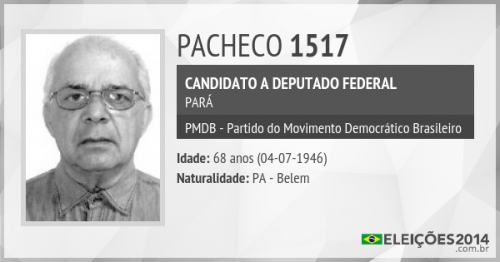 PACHECO 1517
CANDIDATO A DEPUTADO FEDERAL
PARÁ
PMDB - Partido do Movimento Democrático Brasileiro
Idade: 68 anos (04-07-1946)
Naturalidade: PA - Belem
ELEIÇÕES2014
.com.br